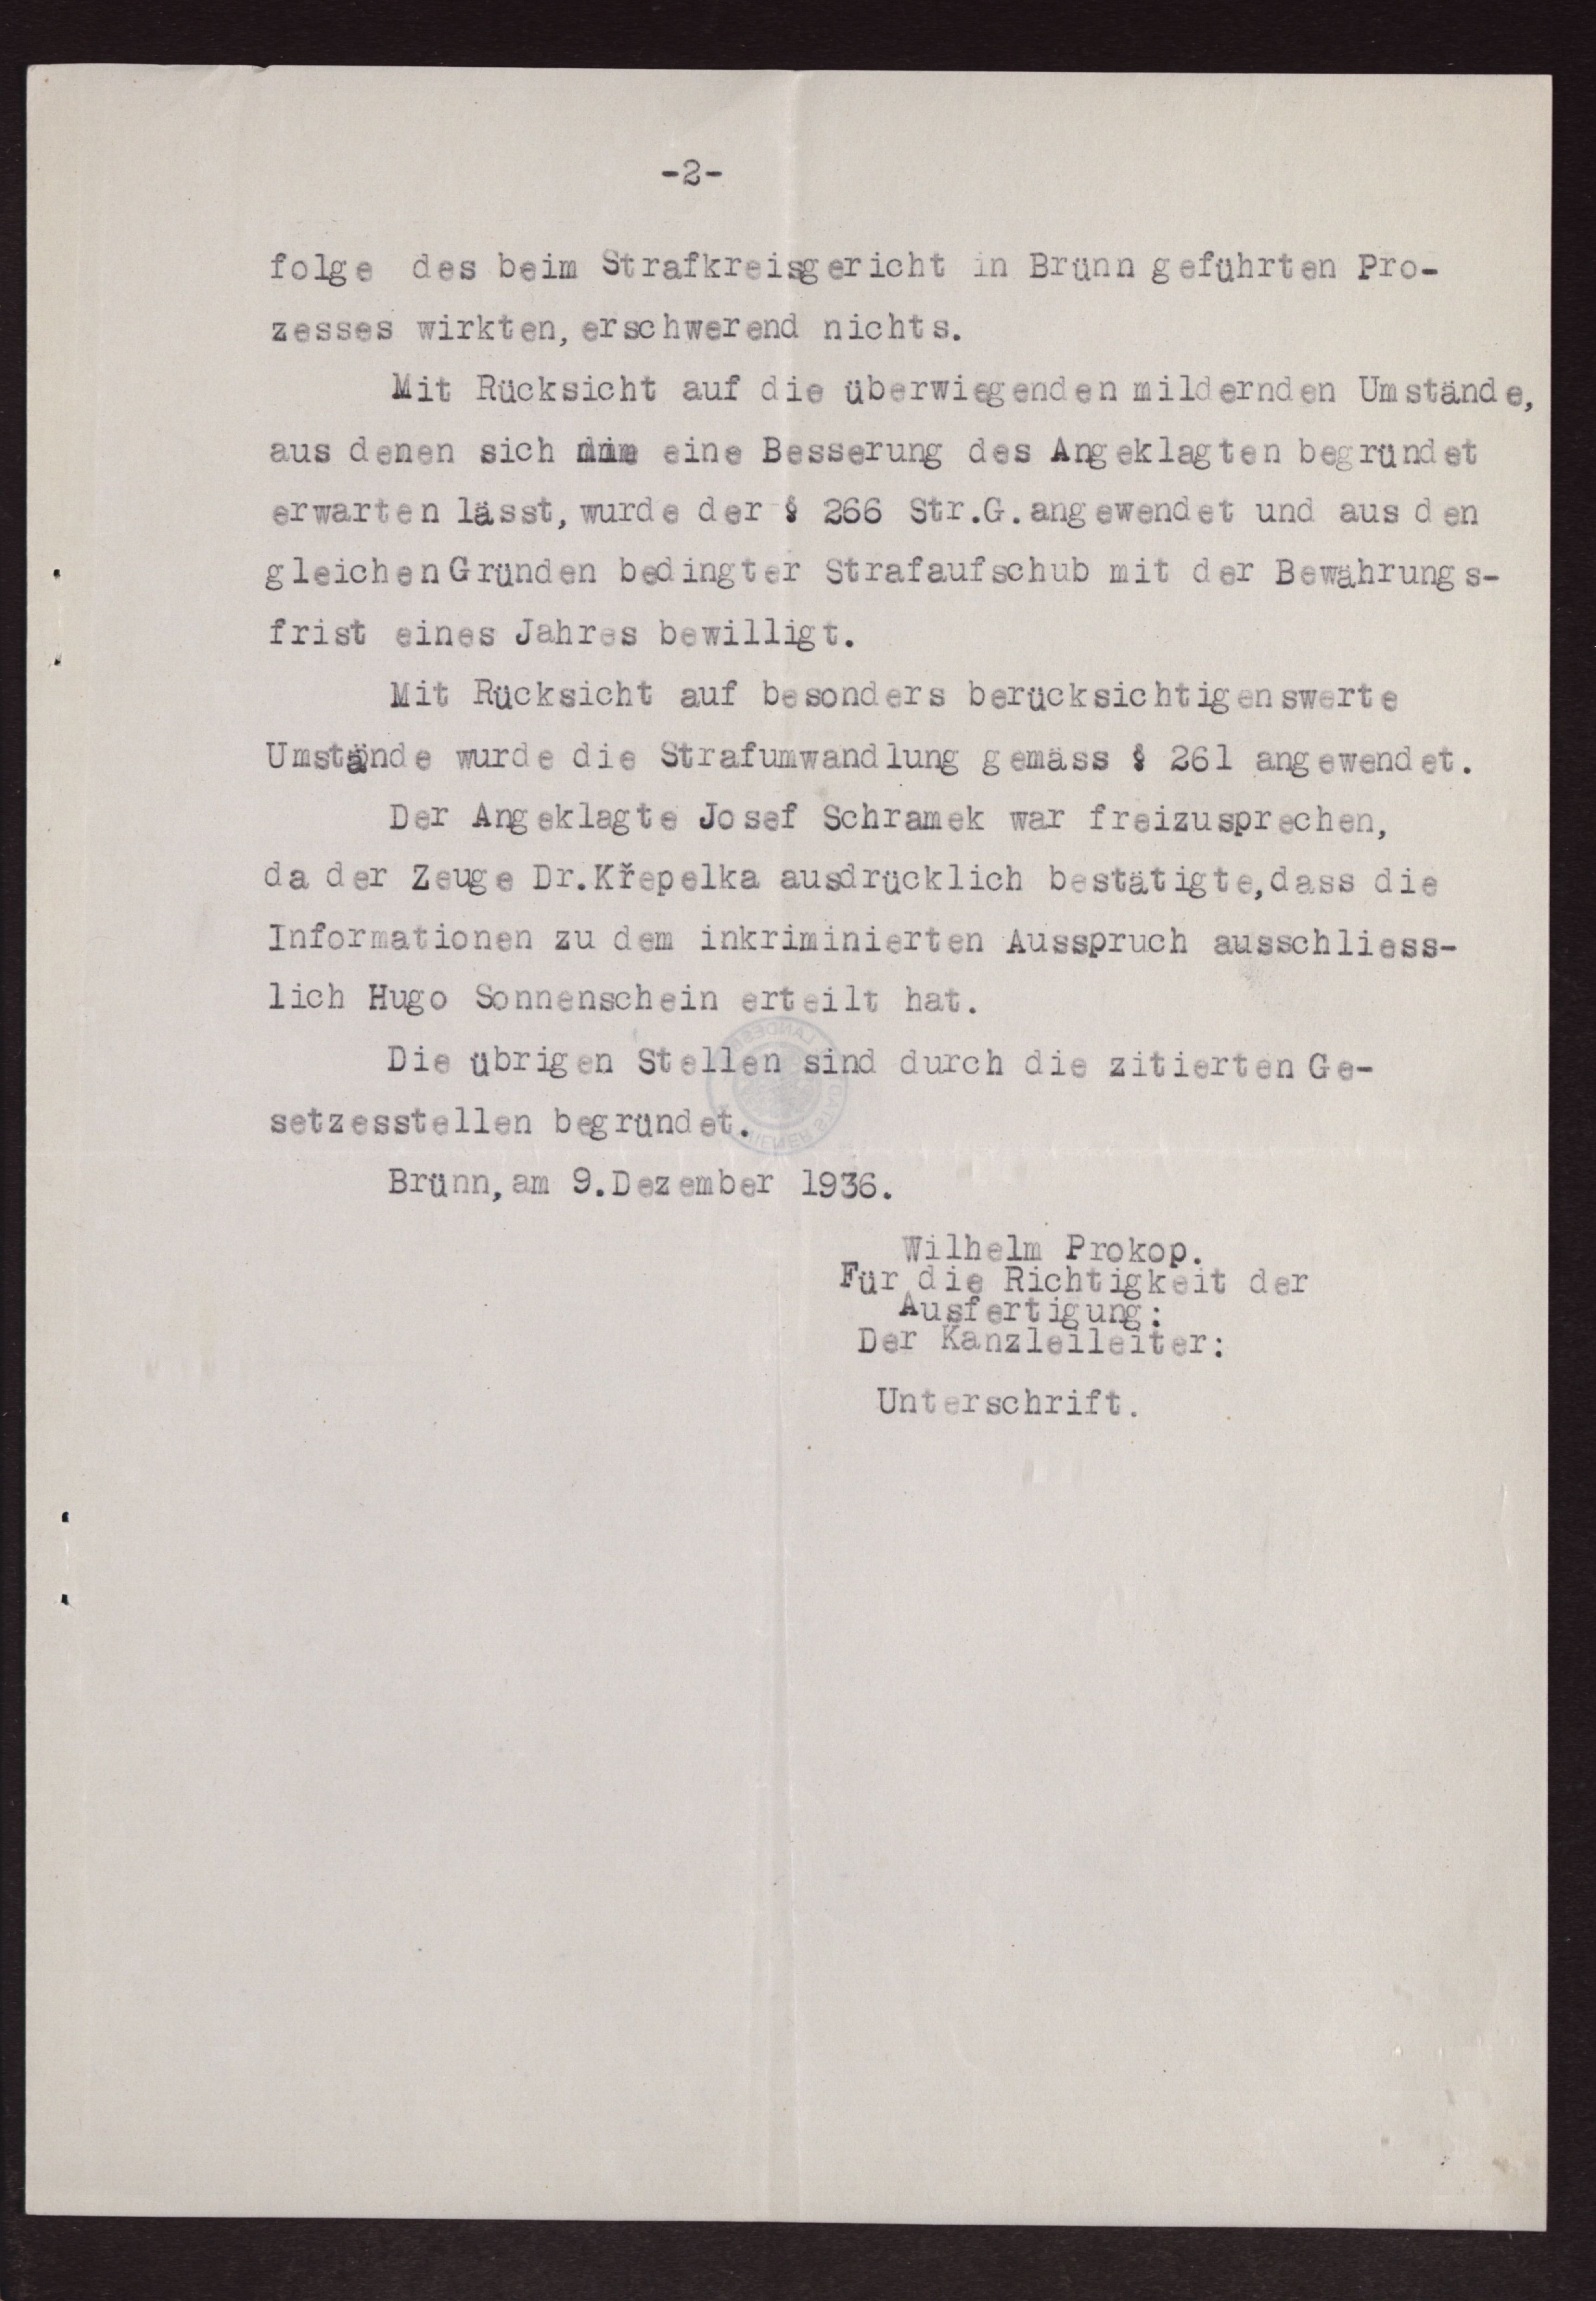 -2-
folge des beim Strafkreisgericht in Brünn geführten Pro-
zesses wirkten, erschwerend nichts.
Mit Rücksicht auf die überwiegenden mildernden Umstände,
aus denen sich eine Besserung des Angeklagten begründet
erwarten lässt, wurde der § 266 Str.G. angewendet und aus den
gleichen Gründen bedingter Strafaufschub mit der Bewährungs-
frist eines Jahres bewilligt.
Mit Rücksicht auf besonders berücksichtigenswerte
Umstände wurde die Strafumwandlung gemäss § 261 angewendet.
Der Angeklagte Josef Schramek war freizusprechen,
da der Zeuge Dr.Křepelka ausdrücklich bestätigte, dass die
Informationen zu dem inkriminierten Ausspruch ausschliess-
lich Hugo Sonnenschein erteilt hat.
Die übrigen Stellen sind durch die zitierten Ge-
setzesstellen begründet.
Brünn, am 9.Dezember 1936.
Wilhelm Prokop.
Für die Richtigkeit der
Ausfertigung:
Der Kanzleileiter:
Unterschrift.